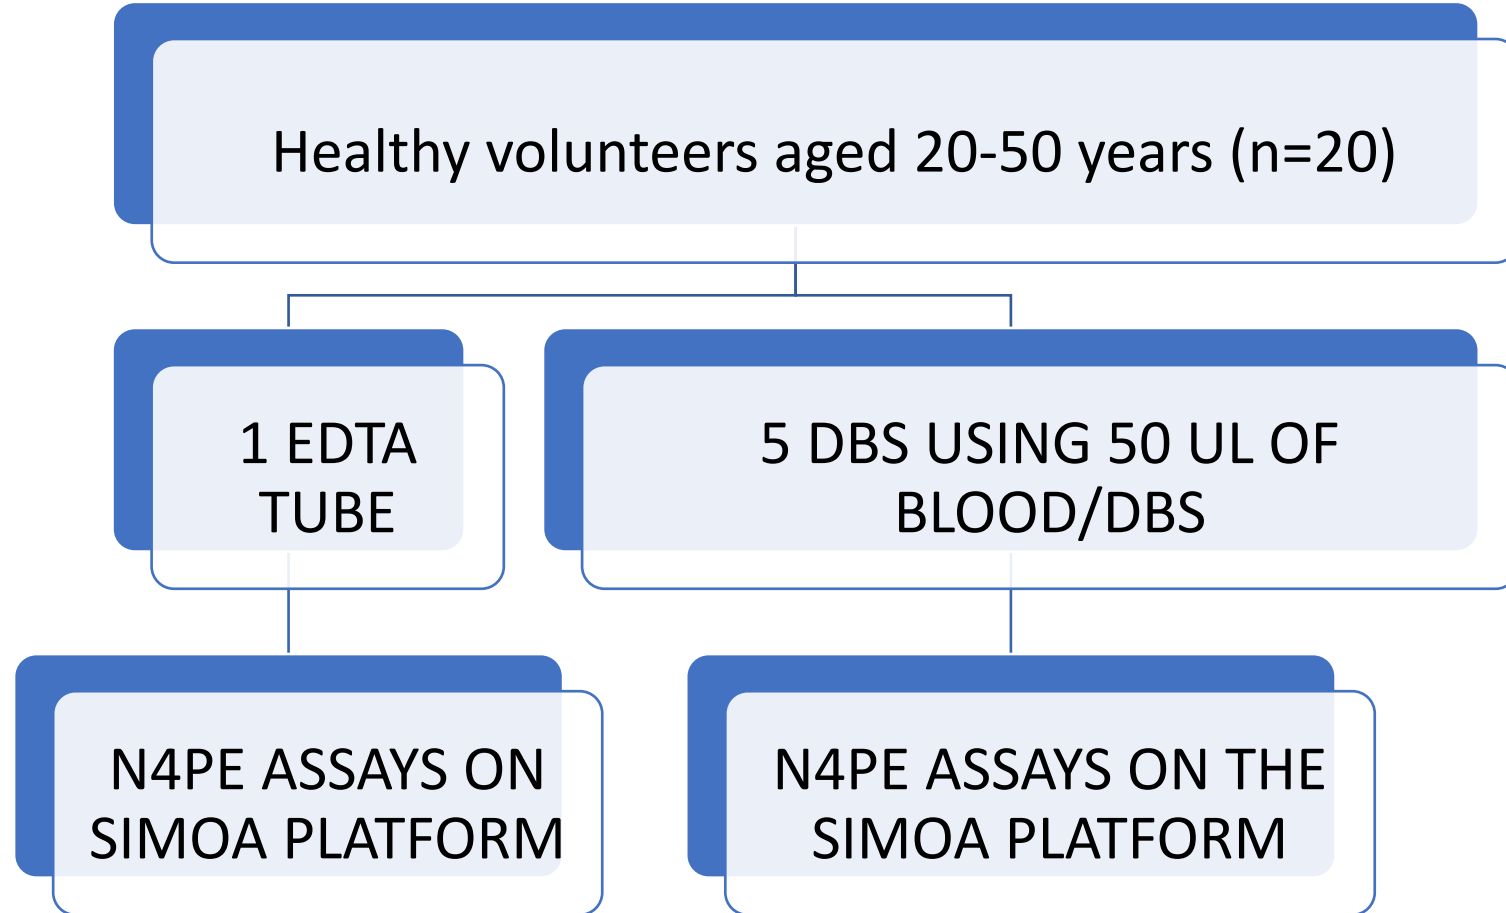 Healthy volunteers aged 20-50 years (n=20)
1 EDTA
TUBE
5 DBS USING 50 UL OF
BLOOD/DBS
N4PE ASSAYS ON
SIMOA PLATFORM
N4PE ASSAYS ON THE
SIMOA PLATFORM